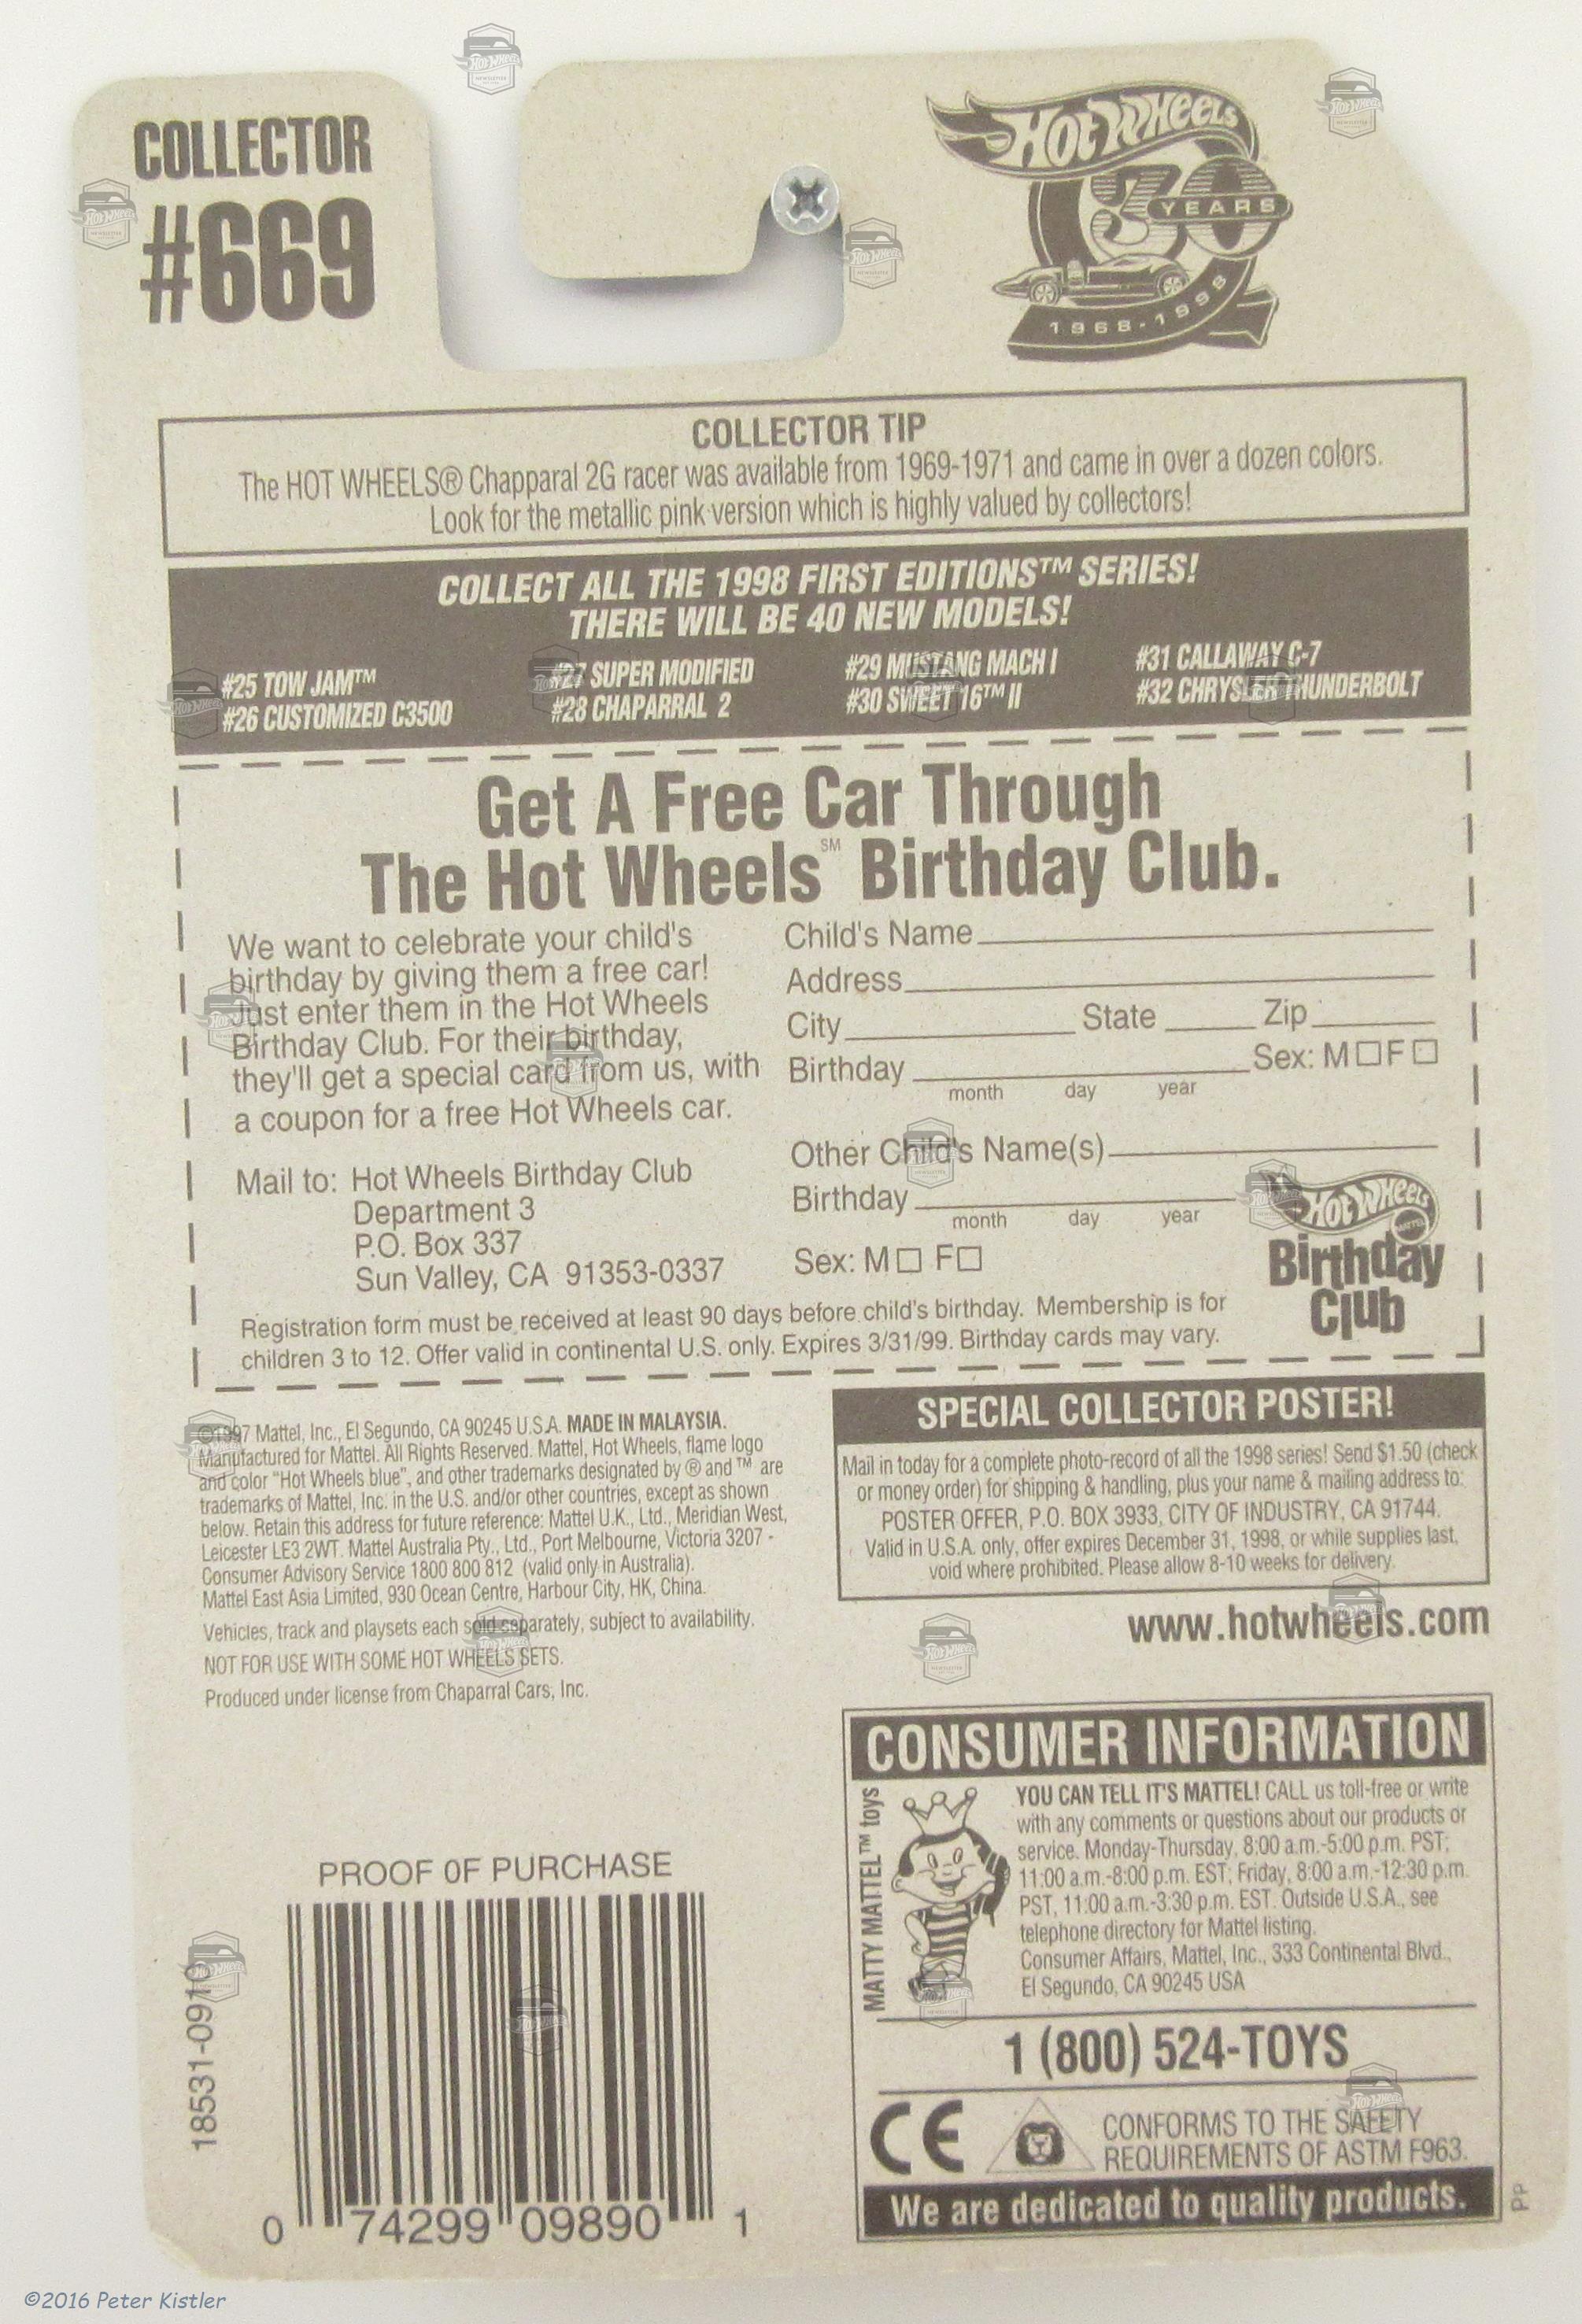 COLLECTOR
#669
HOT WHEELS
30
YEARS
1968-1998
COLLECTOR TIP
The HOT WHEELS® Chapparal 2G racer was available from 1969-1971 and came in over a dozen colors.
Look for the metallic pink version which is highly valued by collectors!
COLLECT ALL THE 1998 FIRST EDITIONS™ SERIES!
THERE WILL BE 40 NEW MODELS!
#25 TOW JAM™
#26 CUSTOMIZED C3500
#27 SUPER MODIFIED
#28 CHAPARRAL 2
#29 MUSTANG MACH I
#30 SWEET 16™ II
#31 CALLAWAY C-7
#32 CHRYSLER THUNDERBOLT
Get A Free Car Through
The Hot Wheels℠ Birthday Club.
We want to celebrate your child's
birthday by giving them a free car!
Just enter them in the Hot Wheels
Birthday Club. For their birthday,
they'll get a special card from us, with
a coupon for a free Hot Wheels car.
Mail to: Hot Wheels Birthday Club
Department 3
P.O. Box 337
Sun Valley, CA 91353-0337
Child's Name
Address
City State Zip
Birthday Sex: M☐ F☐
month day year
Other Child's Name(s)
Birthday
month day year
Sex: M☐ F☐
HOT WHEELS
MATTEL
Birthday
Club
Registration form must be received at least 90 days before child's birthday. Membership is for
children 3 to 12. Offer valid in continental U.S. only. Expires 3/31/99. Birthday cards may vary.
©1997 Mattel, Inc., El Segundo, CA 90245 U.S.A. MADE IN MALAYSIA.
Manufactured for Mattel. All Rights Reserved. Mattel, Hot Wheels, flame logo
and color "Hot Wheels blue", and other trademarks designated by ® and ™ are
trademarks of Mattel, Inc. in the U.S. and/or other countries, except as shown
below. Retain this address for future reference: Mattel U.K., Ltd., Meridian West,
Leicester LE3 2WT. Mattel Australia Pty., Ltd., Port Melbourne, Victoria 3207 -
Consumer Advisory Service 1800 800 812 (valid only in Australia).
Mattel East Asia Limited, 930 Ocean Centre, Harbour City, HK, China.
Vehicles, track and playsets each sold separately, subject to availability.
NOT FOR USE WITH SOME HOT WHEELS SETS.
Produced under license from Chaparral Cars, Inc.
SPECIAL COLLECTOR POSTER!
Mail in today for a complete photo-record of all the 1998 series! Send $1.50 (check
or money order) for shipping & handling, plus your name & mailing address to:
POSTER OFFER, P.O. BOX 3933, CITY OF INDUSTRY, CA 91744.
Valid in U.S.A. only, offer expires December 31, 1998, or while supplies last,
void where prohibited. Please allow 8-10 weeks for delivery.
www.hotwheels.com
CONSUMER INFORMATION
MATTY MATTEL™ toys
YOU CAN TELL IT'S MATTEL! CALL us toll-free or write
with any comments or questions about our products or
service. Monday-Thursday, 8:00 a.m.-5:00 p.m. PST;
11:00 a.m.-8:00 p.m. EST; Friday, 8:00 a.m.-12:30 p.m.
PST, 11:00 a.m.-3:30 p.m. EST. Outside U.S.A., see
telephone directory for Mattel listing.
Consumer Affairs, Mattel, Inc., 333 Continental Blvd.,
El Segundo, CA 90245 USA
1 (800) 524-TOYS
CE
CONFORMS TO THE SAFETY
REQUIREMENTS OF ASTM F963.
We are dedicated to quality products.
PP
PROOF OF PURCHASE
18531-0910
0 74299 09890 1
©2016 Peter Kistler